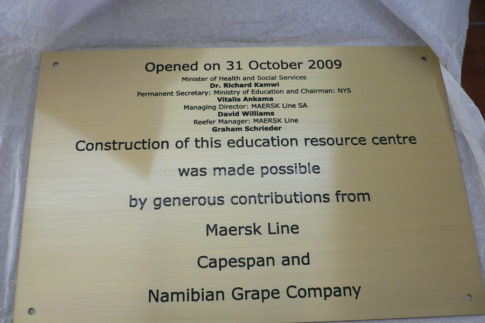 Opened on 31 October 2009
Minister of Health and Social Services
Dr. Richard Kamwi
Permanent Secretary: Ministry of Education and Chairman: NYS
Vitalis Ankama
Managing Director: MAERSK Line SA
David Williams
Reefer Manager: MAERSK Line
Graham Schrieder
Construction of this education resource centre
was made possible
by generous contributions from
Maersk Line
Capespan and
Namibian Grape Company